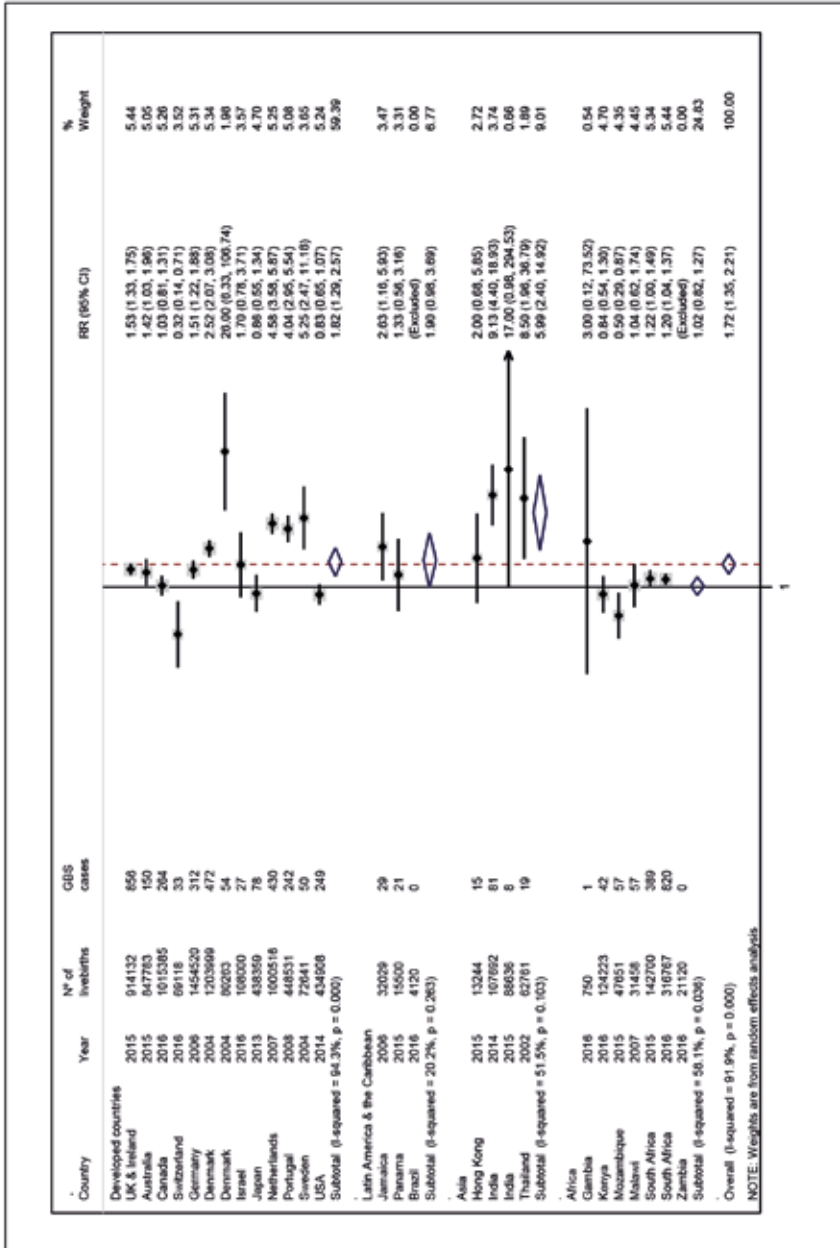 Country Year N° of livebirths GBS cases RR (95% CI) % Weight
Developed countries
UK & Ireland 2015 914132 856 1.53 (1.33, 1.75) 5.44
Australia 2015 847763 150 1.42 (1.03, 1.96) 5.05
Canada 2016 1015385 264 1.03 (0.81, 1.31) 5.26
Switzerland 2016 69118 33 0.32 (0.14, 0.71) 3.52
Germany 2006 1454520 312 1.51 (1.22, 1.88) 5.31
Denmark 2004 1203999 472 2.52 (2.07, 3.08) 5.34
Denmark 2004 80263 54 26.00 (6.33, 106.74) 1.98
Israel 2016 108000 27 1.70 (0.78, 3.71) 3.57
Japan 2013 438359 78 0.86 (0.55, 1.34) 4.70
Netherlands 2007 1000516 430 4.58 (3.58, 5.87) 5.25
Portugal 2008 448531 242 4.04 (2.95, 5.54) 5.08
Sweden 2006 72641 50 5.25 (2.47, 11.18) 3.65
USA 2014 434908 249 0.83 (0.65, 1.07) 5.24
Subtotal (I-squared = 94.3%, p = 0.000) 1.82 (1.29, 2.57) 59.39
Latin America & the Caribbean
Jamaica 2006 32029 29 2.63 (1.16, 5.93) 3.47
Panama 2015 15500 21 1.33 (0.56, 3.16) 3.31
Brazil 2016 4120 0 (Excluded) 0.00
Subtotal (I-squared = 20.2%, p = 0.263) 1.90 (0.98, 3.69) 6.77
Asia
Hong Kong 2015 13244 15 2.00 (0.68, 5.85) 2.72
India 2014 107692 81 9.13 (4.40, 18.93) 3.74
India 2015 88636 8 17.00 (0.98, 294.53) 0.66
Thailand 2002 62761 19 8.50 (1.96, 36.79) 1.89
Subtotal (I-squared = 51.5%, p = 0.103) 5.99 (2.40, 14.92) 9.01
Africa
Gambia 2016 750 1 3.00 (0.12, 73.52) 0.54
Kenya 2016 124223 42 0.84 (0.54, 1.30) 4.70
Mozambique 2015 47651 57 0.50 (0.29, 0.87) 4.35
Malawi 2007 31458 57 1.04 (0.62, 1.74) 4.45
South Africa 2015 142700 389 1.22 (1.00, 1.49) 5.34
South Africa 2016 316767 820 1.20 (1.04, 1.37) 5.44
Zambia 2016 21120 0 (Excluded) 0.00
Subtotal (I-squared = 58.1%, p = 0.036) 1.02 (0.82, 1.27) 24.83
Overall (I-squared = 91.9%, p = 0.000) 1.72 (1.35, 2.21) 100.00
NOTE: Weights are from random effects analysis
1